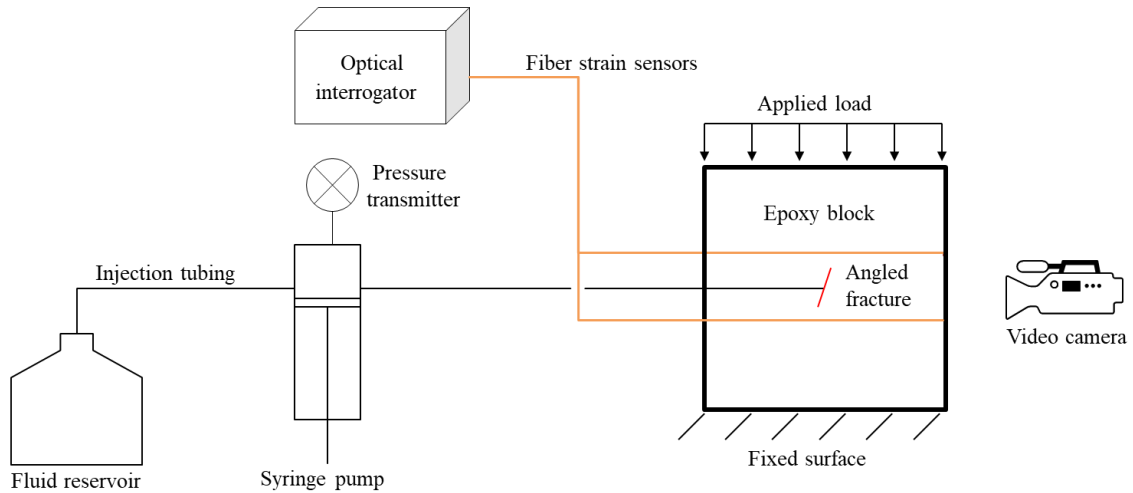 Optical
interrogator
Fiber strain sensors
Applied load
Pressure
transmitter
Epoxy block
Injection tubing
Angled
fracture
Video camera
Fixed surface
Syringe pump
Fluid reservoir